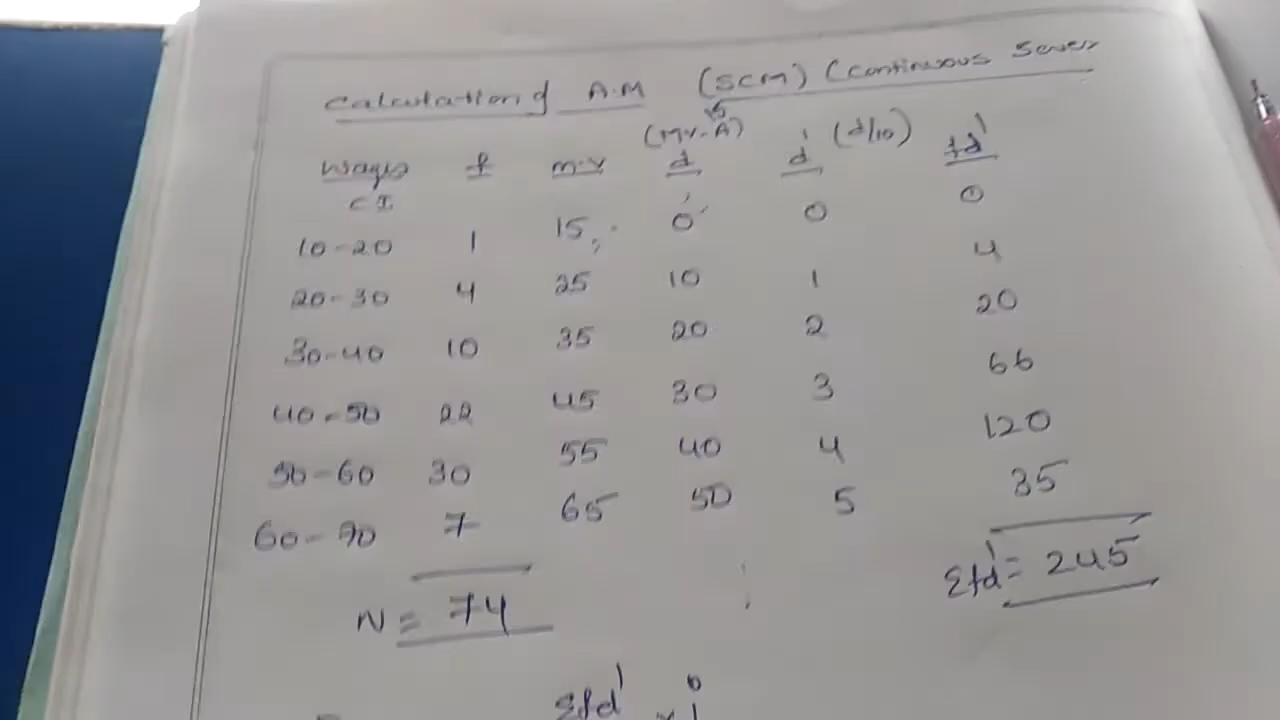 Calculation of A.M (SCM) (Continuous Series
Wages f m.v (mv-A) 15 d d' (d/10) fd'
CI
10-20 1 15 0 0 0
20-30 4 25 10 1 4
30-40 10 35 20 2 20
40-50 22 45 30 3 66
50-60 30 55 40 4 120
60-70 7 65 50 5 35
N = 74 Σfd' = 245
Σfd' × i